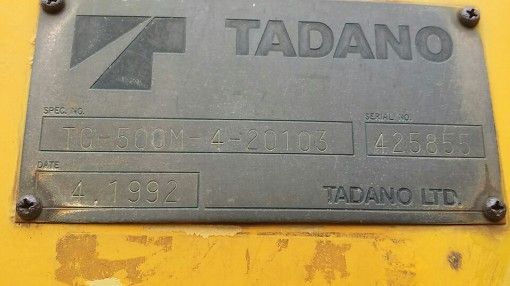 TADANO
SPEC. NO.
SERIAL NO.
TG-500M-4-20103
425855
DATE
4.1992
TADANO LTD.